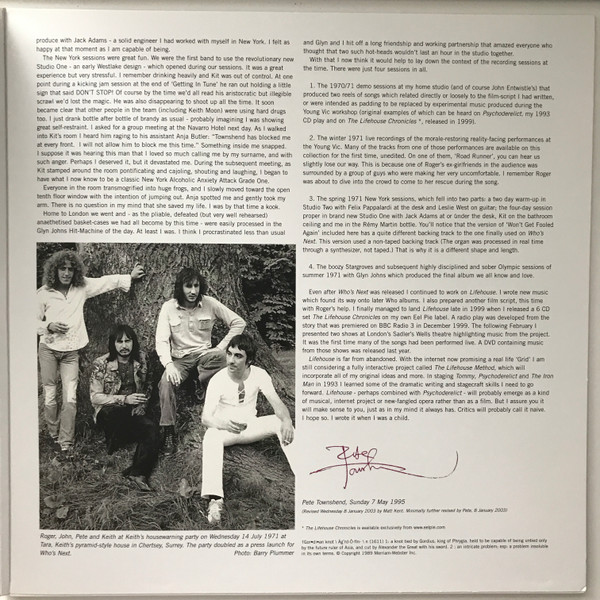 produce with Jack Adams - a solid engineer I had worked with myself in New York. I felt as
happy at that moment as I am capable of being.
The New York sessions were great. We were the first band to use the revolutionary new
Studio One - an early Westlake design - which opened during our sessions. It was a great
experience but very stressful. I remember drinking heavily and Kit was out of control. At one
point during a kicking jam session at the end of 'Getting In Tune' he ran out holding a little
sign that said DON'T STOP! Of course by the time we'd all read his aristocratic but illegible
scrawl we'd lost the magic. He was also disappearing to shoot up all the time. It soon
became clear that other people in the team (including Keith Moon) were using hard drugs
too. I just drank bottle after bottle of brandy as usual - probably imagining I was showing
great self-restraint. I asked for a group meeting at the Navarro Hotel next day. As I walked
into Kit's room I heard him raging to his assistant Anja Butler. "Townshend has blocked me
at every front. I will not allow him to block me this time." Something inside me snapped.
I suppose it was hearing this man that I loved so much calling me by my surname, and with
such anger. Perhaps I deserved it, but it devastated me. During the subsequent meeting, as
Kit stamped around the room pontificating and cajoling, shouting and laughing, I began to
have what I now know to be a classic New York Alcoholic Anxiety Attack Grade One.
Everyone in the room transmogrified into huge frogs, and I slowly moved toward the open
tenth floor window with the intention of jumping out. Anja spotted me and gently took my
arm. There is no question in my mind that she saved my life. I was by that time a kook.
Home to London we went and - as the pliable, defeated (but very well rehearsed)
anaethetised basket-cases we had all become by this time - were easily processed in the
Glyn Johns Hit-Machine of the day. At least I was. I think I procrastinated less than usual
Roger, John, Pete and Keith at Keith's housewarming party on Wednesday 14 July 1971 at
Tara, Keith's pyramid-style house in Chertsey, Surrey. The party doubled as a press launch for
Who's Next. Photo: Barry Plummer
and Glyn and I hit off a long friendship and working partnership that amazed everyone who
thought that two such hot-heads wouldn't last an hour in the studio together.
With that I now think it would help to lay down the context of the recording sessions at
the time. There were just four sessions in all.
1. The 1970/71 demo sessions at my home studio (and of course John Entwistle's) that
produced two reels of songs which related directly or loosely to the film-script I had written,
or were intended as padding to be replaced by experimental music produced during the
Young Vic workshop (original examples of which can be heard on Psychoderelict, my 1993
CD play and on The Lifehouse Chronicles *, released in 1999).
2. The winter 1971 live recordings of the morale-restoring reality-facing performances at
the Young Vic. Many of the tracks from one of those performances are available on this
collection for the first time, unedited. On one of them, 'Road Runner', you can hear us
slightly lose our way. This is because one of Roger's ex-girlfriends in the audience was
surrounded by a group of guys who were making her very uncomfortable. I remember Roger
was about to dive into the crowd to come to her rescue during the song.
3. The spring 1971 New York sessions, which fell into two parts: a two day warm-up in
Studio Two with Felix Pappalardi at the desk and Leslie West on guitar; the four-day session
proper in brand new Studio One with Jack Adams at or under the desk, Kit on the bathroom
ceiling and me in the Rémy Martin bottle. You'll notice that the version of 'Won't Get Fooled
Again' included here has a quite different backing track to the one finally used on Who's
Next. This version used a non-taped backing track (The organ was processed in real time
through a synthesizer, not taped.) That is why it is a different shape and length.
4. The boozy Stargroves and subsequent highly disciplined and sober Olympic sessions of
summer 1971 with Glyn Johns which produced the final album we all know and love.
Even after Who's Next was released I continued to work on Lifehouse. I wrote new music
which found its way onto later Who albums. I also prepared another film script, this time
with Roger's help. I finally managed to land Lifehouse late in 1999 when I released a 6 CD
set The Lifehouse Chronicles on my own Eel Pie label. A radio play was developed from the
story that was premiered on BBC Radio 3 in December 1999. The following February I
presented two shows at London's Sadler's Wells theatre highlighting music from the project.
It was the first time many of the songs had been performed live. A DVD containing music
from those shows was released last year.
Lifehouse is far from abandoned. With the internet now promising a real life 'Grid' I am
still considering a fully interactive project called The Lifehouse Method, which will
incorporate all of my original ideas and more. In staging Tommy, Psychoderelict and The Iron
Man in 1993 I learned some of the dramatic writing and stagecraft skills I need to go
forward. Lifehouse - perhaps combined with Psychoderelict - will probably emerge as a kind
of musical, internet project or new-fangled opera rather than as a film. But I assure you it
will make sense to you, just as in my mind it always has. Critics will probably call it naive.
I hope so. I wrote it when I was a child.
Pete Townshend, Sunday 7 May 1995
(Revised Wednesday 8 January 2003 by Matt Kent. Minimally further revised by Pete, 8 January 2003)
* The Lifehouse Chronicles is available exclusively from www.eelpie.com
a knot tied by Gordius, king of Phrygia, held to be capable of being untied only
by the future ruler of Asia, and cut by Alexander the Great with his sword. 2 : an intricate problem, esp: a problem insoluble
in its own terms. © Copyright 1989 Merriam-Webster Inc.